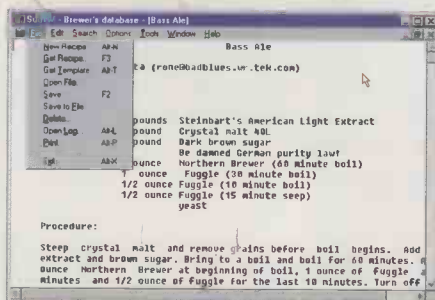 - Brewer's database - [Bass Ale]
File Edit Search Options Tools Window Help
New Recipe Alt-N
Get Recipe F3
Get Template Alt-T
Open File
Save F2
Save to File
Delete...
Open Log... Alt-L
Print Alt-P
Exit Alt-X
Bass Ale
ta (rone@badblues.wr.tek.com)
pounds Steinbart's American Light Extract
pound Crystal malt 40L
pound Dark brown sugar
Be damned German purity law!
ounce Northern Brewer (60 minute boil)
1 ounce Fuggle (30 minute boil)
1/2 ounce Fuggle (10 minute boil)
1/2 ounce Fuggle (15 minute seep)
yeast
Procedure:
Steep crystal malt and remove grains before boil begins. Add
extract and brown sugar. Bring to a boil and boil for 60 minutes.
ounce Northern Brewer at beginning of boil, 1 ounce of fuggle
minutes and 1/2 ounce of fuggle for the last 10 minutes. Turn off